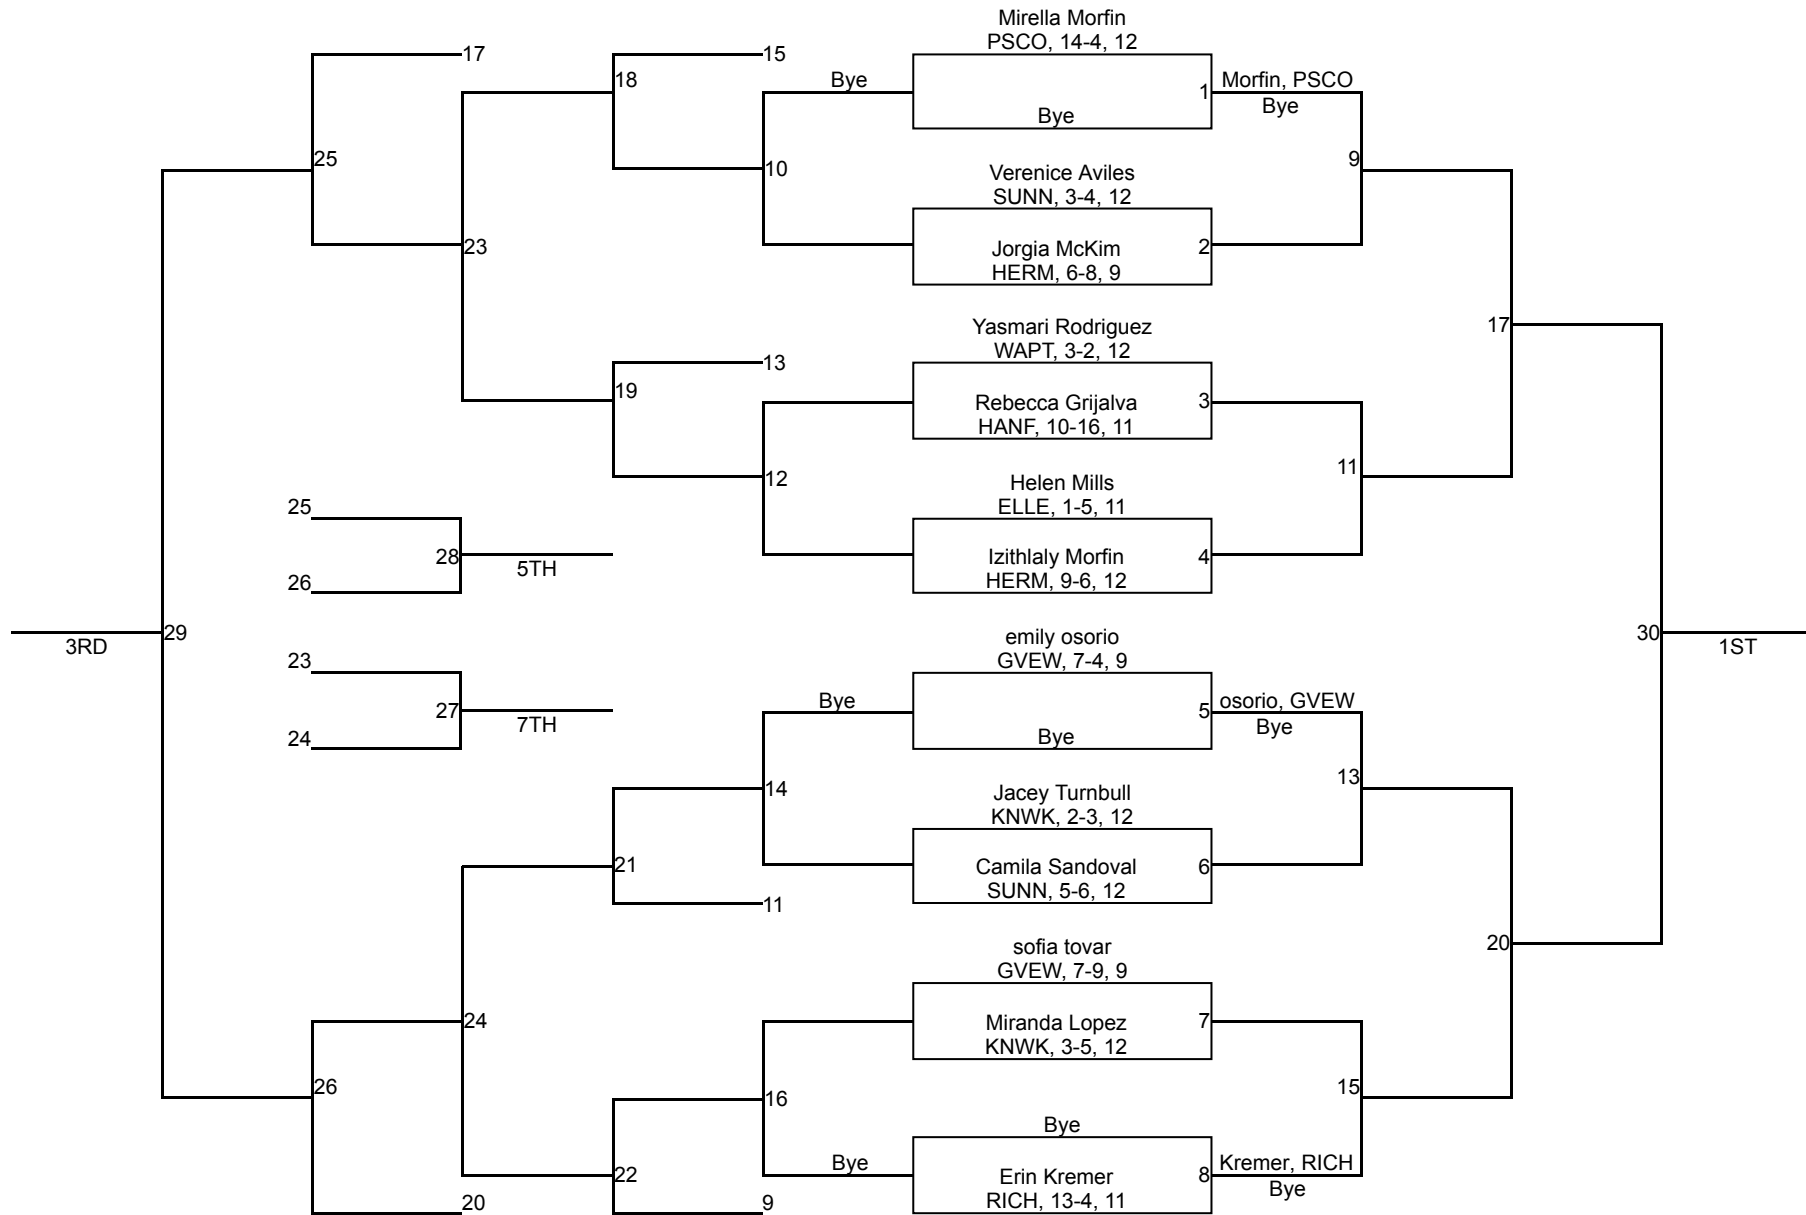 Mirella Morfin
PSCO, 14-4, 12
17
15
18
Bye
1
Morfin, PSCO
Bye
Bye
25
10
9
Verenice Aviles
SUNN, 3-4, 12
23
Jorgia McKim
2
HERM, 6-8, 9
Yasmari Rodriguez
17
WAPT, 3-2, 12
13
19
Rebecca Grijalva
3
HANF, 10-16, 11
12
11
Helen Mills
ELLE, 1-5, 11
25
28
5TH
26
Izithlaly Morfin
4
HERM, 9-6, 12
3RD
29
emily osorio
GVEW, 7-4, 9
30
1ST
23
27
7TH
24
Bye
5
osorio, GVEW
Bye
Bye
14
13
Jacey Turnbull
KNWK, 2-3, 12
21
Camila Sandoval
6
SUNN, 5-6, 12
11
sofia tovar
GVEW, 7-9, 9
20
24
Miranda Lopez
7
KNWK, 3-5, 12
26
16
15
Bye
22
Bye
Erin Kremer
8
Kremer, RICH
RICH, 13-4, 11
Bye
20
9